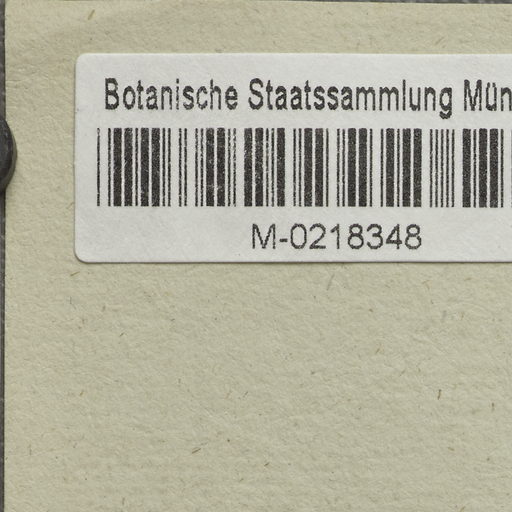 Botanische Staatssammlung Mün
M-0218348